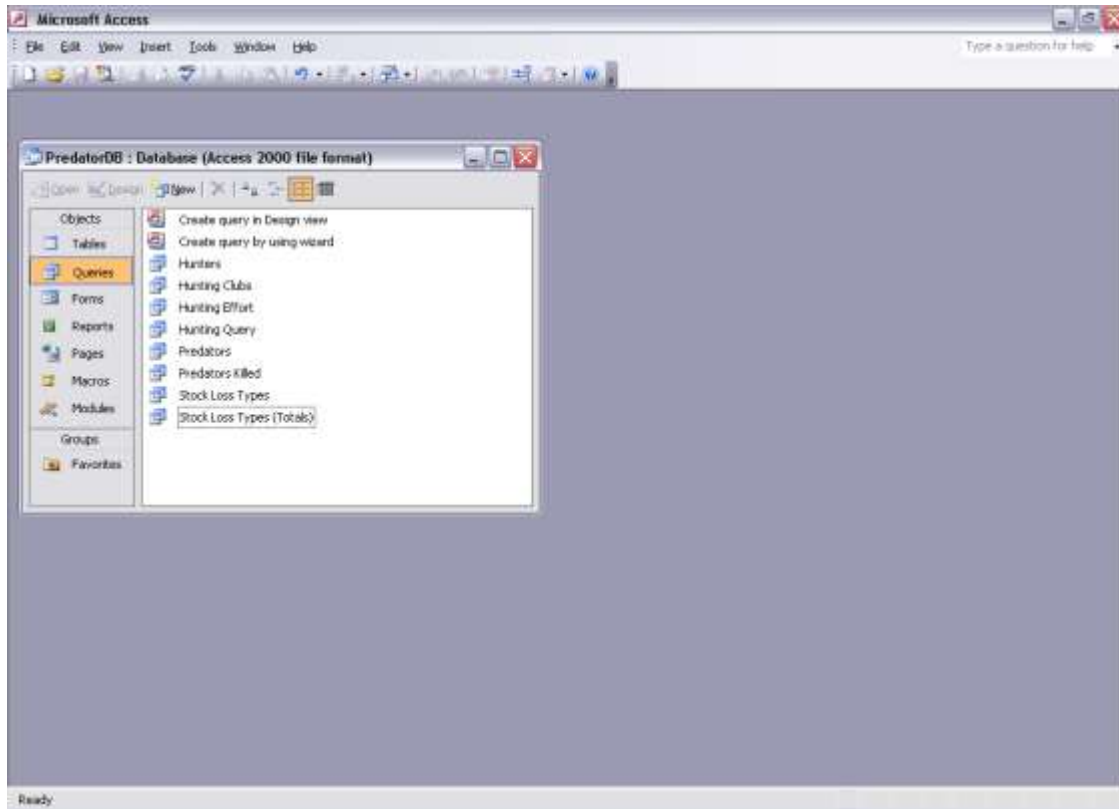 Microsoft Access
File Edit View Insert Tools Window Help
Type a question for help
PredatorDB : Database (Access 2000 file format)
Open Design New
Objects
Tables
Queries
Forms
Reports
Pages
Macros
Modules
Groups
Favorites
Create query in Design view
Create query by using wizard
Hunters
Hunting Clubs
Hunting Effort
Hunting Query
Predators
Predators Killed
Stock Loss Types
Stock Loss Types (Totals)
Ready